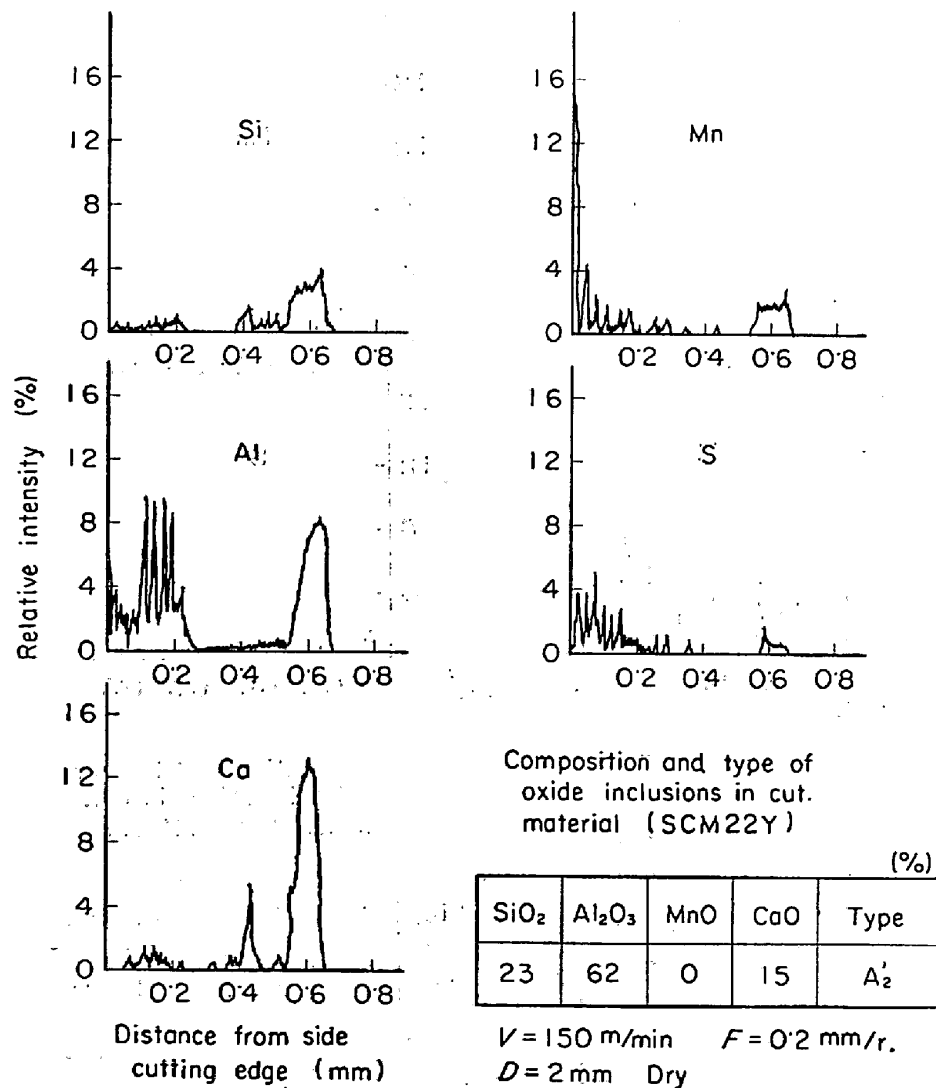 16
12
8
4
0
Si
0·2 0·4 0·6 0·8
16
12
8
4
0
Mn
0·2 0·4 0·6 0·8
Relative intensity (%)
16
12
8
4
0
Al
0·2 0·4 0·6 0·8
16
12
8
4
0
S
0·2 0·4 0·6 0·8
16
12
8
4
0
Ca
0·2 0·4 0·6 0·8
Distance from side
cutting edge (mm)
Composition and type of
oxide inclusions in cut.
material (SCM22Y)
(%)
SiO₂ Al₂O₃ MnO CaO Type
23 62 0 15 A₂'
V = 150 m/min F = 0·2 mm/r.
D = 2 mm Dry